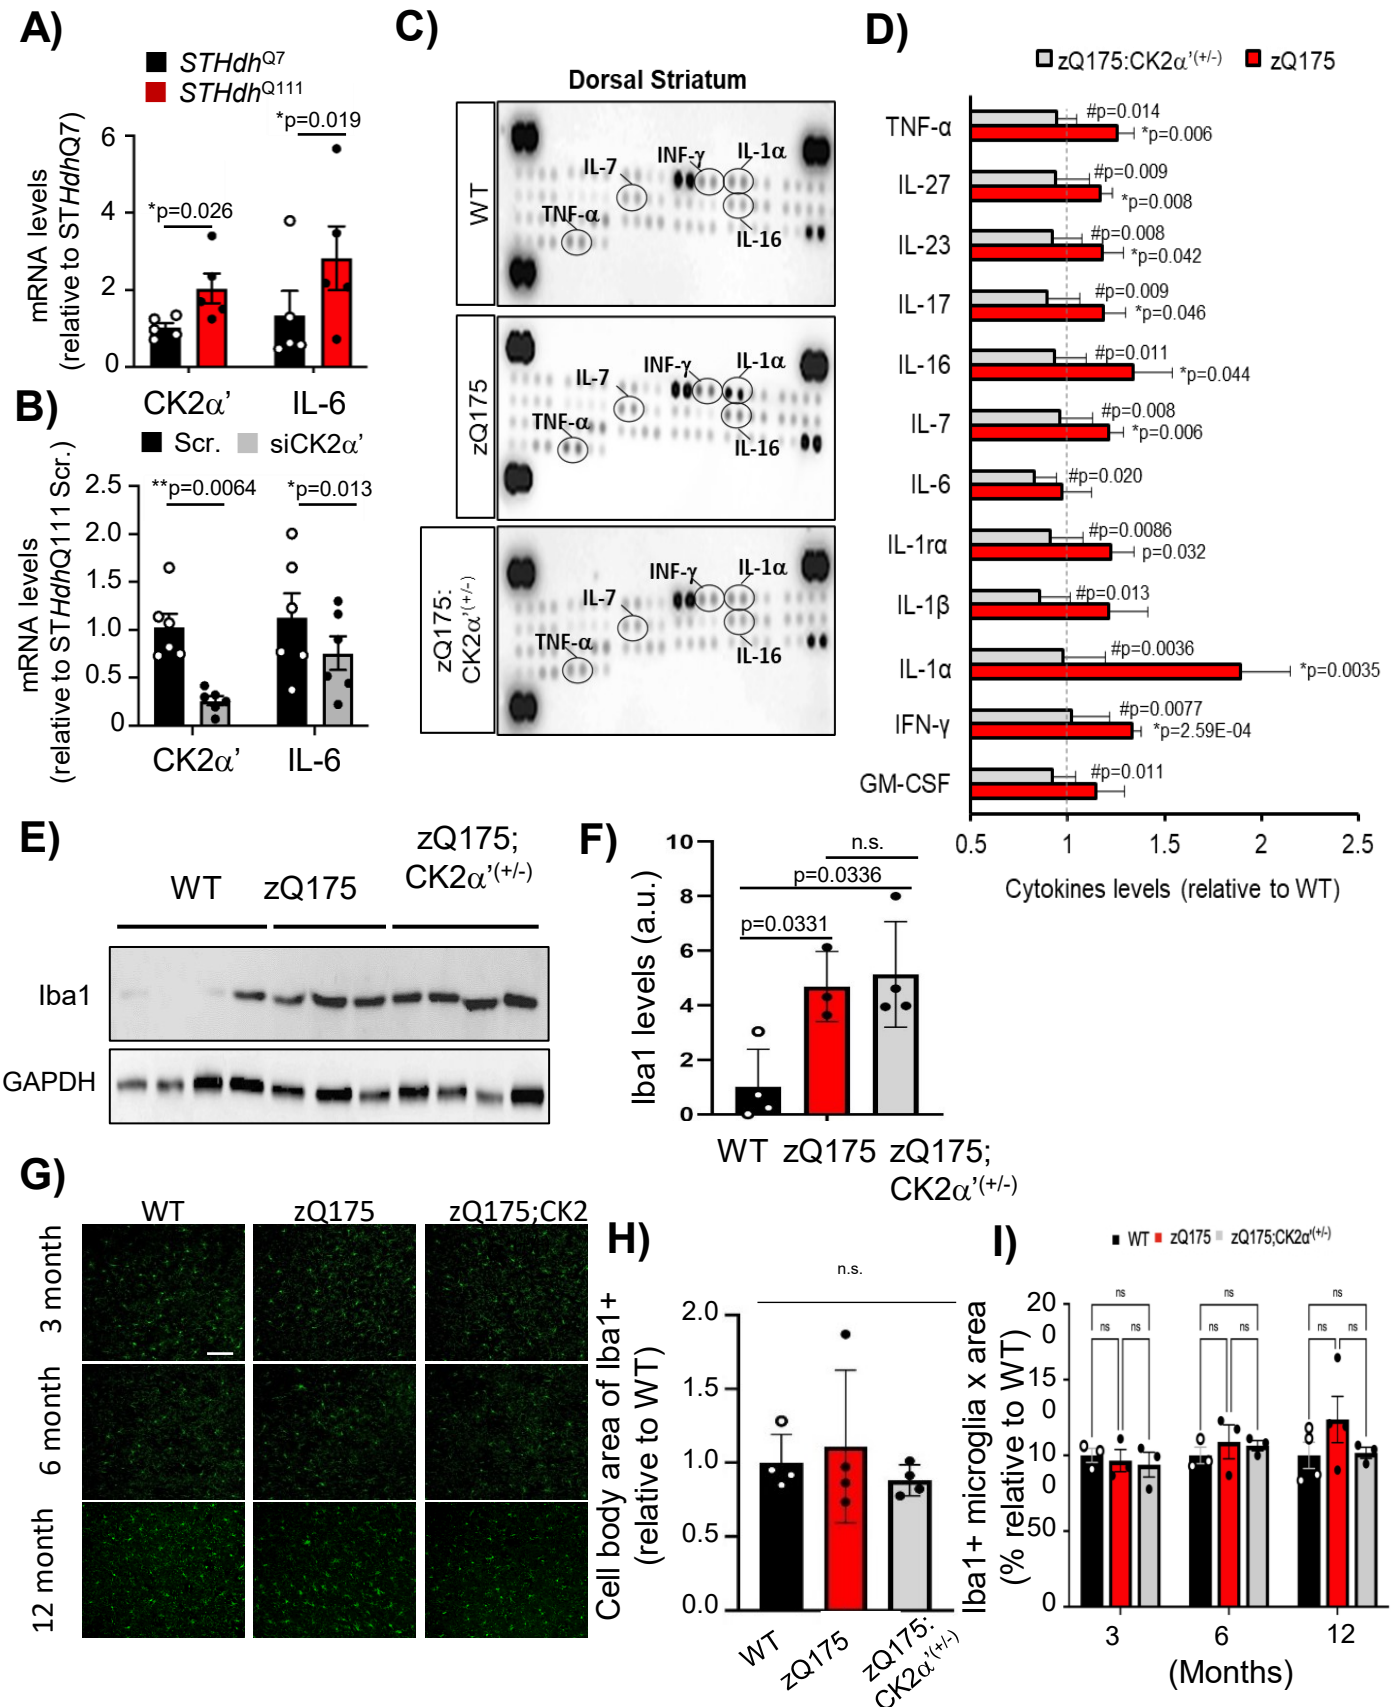 A)
STHdhQ7
STHdhQ111
mRNA levels
(relative to STHdhQ7)
6
4
2
0
*p=0.026
*p=0.019
CK2α’
IL-6
B)
Scr.
siCK2α’
mRNA levels
(relative to STHdhQ111 Scr.)
2.5
2.0
1.5
1.0
0.5
0
**p=0.0064
*p=0.013
CK2α’
IL-6
C)
Dorsal Striatum
WT
IL-7
INF-γ
IL-1α
TNF-α
IL-16
zQ175
IL-7
INF-γ
IL-1α
TNF-α
IL-16
zQ175:
CK2α’(+/-)
IL-7
INF-γ
IL-1α
TNF-α
IL-16
D)
zQ175:CK2α’(+/-)
zQ175
TNF-α
#p=0.014
*p=0.006
IL-27
#p=0.009
*p=0.008
IL-23
#p=0.008
*p=0.042
IL-17
#p=0.009
*p=0.046
IL-16
#p=0.011
*p=0.044
IL-7
#p=0.008
*p=0.006
IL-6
#p=0.020
IL-1rα
#p=0.0086
p=0.032
IL-1β
#p=0.013
IL-1α
#p=0.0036
*p=0.0035
IFN-γ
#p=0.0077
*p=2.59E-04
GM-CSF
#p=0.011
0.5 1 1.5 2 2.5
Cytokines levels (relative to WT)
E)
WT
zQ175
zQ175;
CK2α’(+/-)
Iba1
GAPDH
F)
Iba1 levels (a.u.)
10
8
6
4
2
0
n.s.
p=0.0336
p=0.0331
WT
zQ175
zQ175;
CK2α’(+/-)
G)
WT
zQ175
zQ175;CK2
3 month
6 month
12 month
H)
Cell body area of Iba1+
(relative to WT)
n.s.
2.0
1.5
1.0
0.5
0.0
WT
zQ175
zQ175:
CK2α’(+/-)
I)
WT
zQ175
zQ175;CK2α’(+/-)
Iba1+ microglia x area
(% relative to WT)
20
0
15
0
10
0
50
0
ns
ns
ns
ns
ns
ns
ns
ns
ns
3
6
12
(Months)